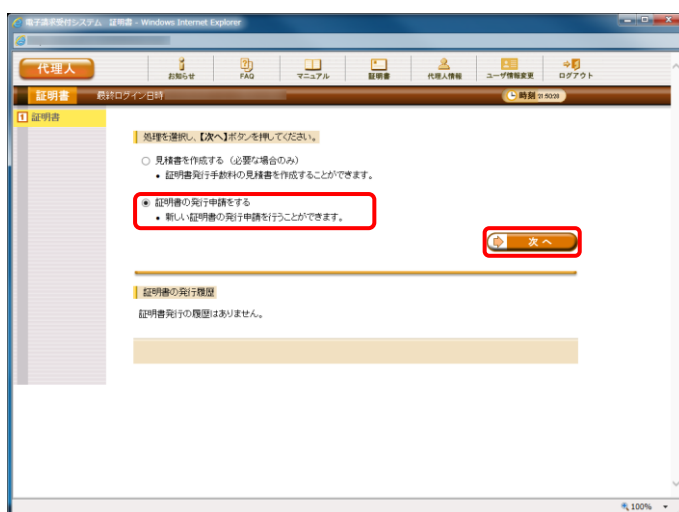 電子請求受付システム 証明書 - Windows Internet Explorer
代理人
お知らせ FAQ マニュアル 証明書 代理人情報 ユーザ情報変更 ログアウト
証明書 最終ログイン日時 時刻
1 証明書
処理を選択し、【次へ】ボタンを押してください。
見積書を作成する（必要な場合のみ）
• 証明書発行手数料の見積書を作成することができます。
証明書の発行申請をする
• 新しい証明書の発行申請を行うことができます。
次へ
証明書の発行履歴
証明書発行の履歴はありません。
100%